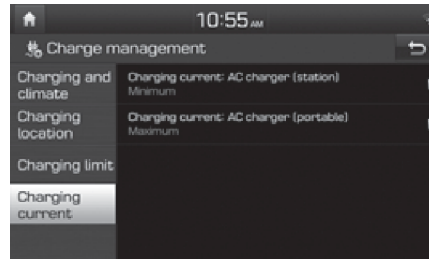 10:55 AM
Charge management
Charging and
climate
Charging current: AC charger (station)
Minimum
Charging
location
Charging current: AC charger (portable)
Maximum
Charging limit
Charging
current